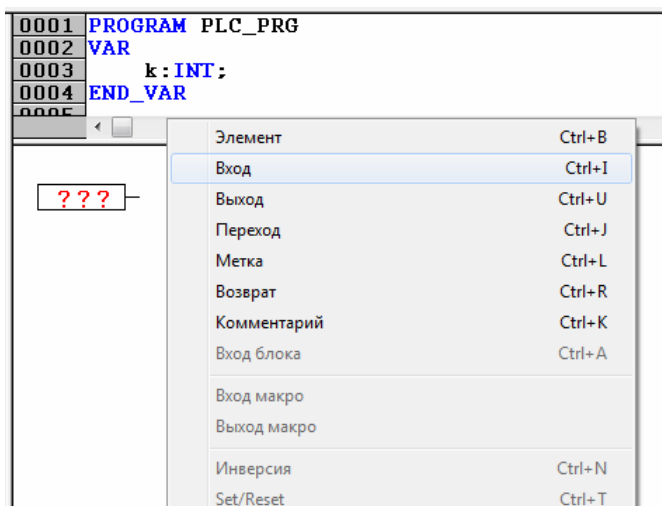 0001 PROGRAM PLC_PRG
0002 VAR
0003 k:INT;
0004 END_VAR
0005
???
Элемент Ctrl+B
Вход Ctrl+I
Выход Ctrl+U
Переход Ctrl+J
Метка Ctrl+L
Возврат Ctrl+R
Комментарий Ctrl+K
Вход блока Ctrl+A
Вход макро
Выход макро
Инверсия Ctrl+N
Set/Reset Ctrl+T